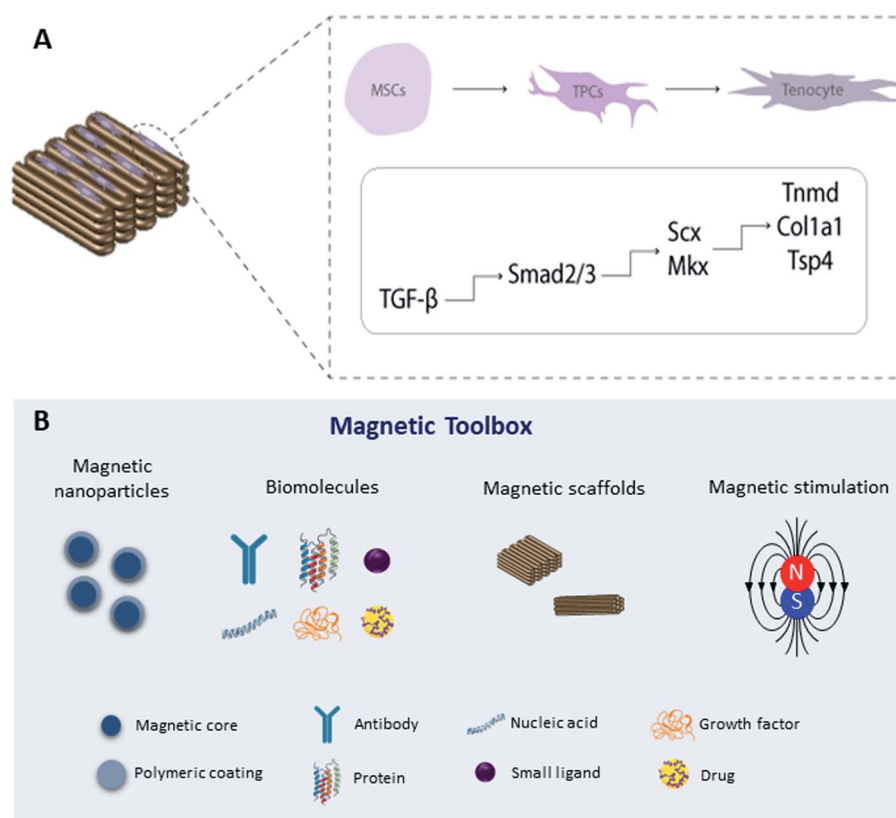 A
MSCs
TPCs
Tenocyte
TGF-β
Smad2/3
Scx
Mkx
Tnmd
Col1a1
Tsp4
B
Magnetic Toolbox
Magnetic
nanoparticles
Biomolecules
Magnetic scaffolds
Magnetic stimulation
N
S
Magnetic core
Antibody
Nucleic acid
Growth factor
Polymeric coating
Protein
Small ligand
Drug